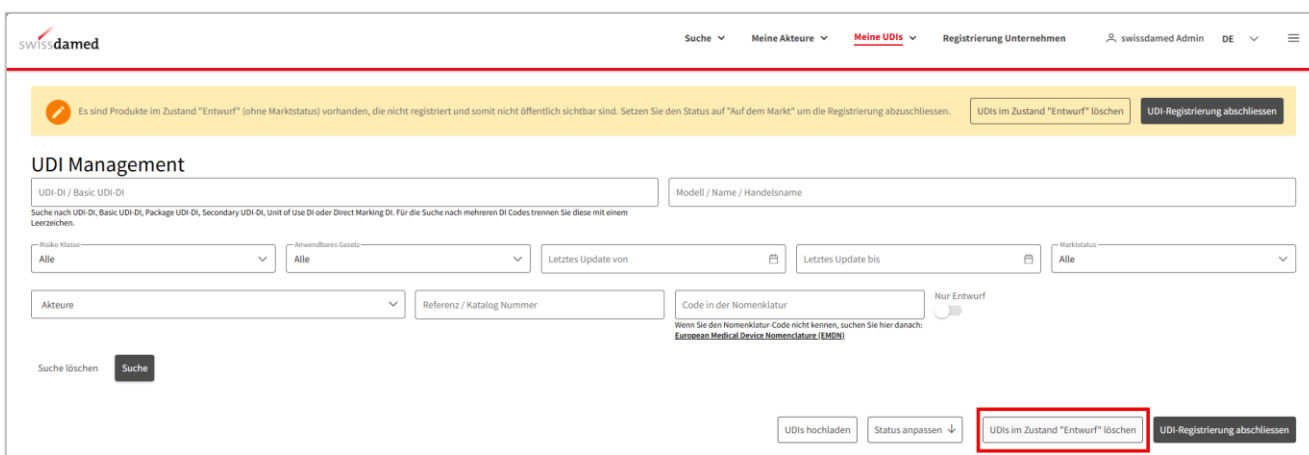 swissdamed
Suche Meine Akteure Meine UDIs Registrierung Unternehmen swissdamed Admin DE
Es sind Produkte im Zustand "Entwurf" (ohne Marktstatus) vorhanden, die nicht registriert und somit nicht öffentlich sichtbar sind. Setzen Sie den Status auf "Auf dem Markt" um die Registrierung abzuschliessen. UDIs im Zustand "Entwurf" löschen UDI-Registrierung abschliessen
UDI Management
UDI-DI / Basic UDI-DI Modell / Name / Handelsname
Suche nach UDI-DI, Basic UDI-DI, Package UDI-DI, Secondary UDI-DI, Unit of Use DI oder Direct Marking DI. Für die Suche nach mehreren DI Codes trennen Sie diese mit einem
Leerzeichen.
Risiko Klasse Anwendbares Gesetz Marktstatus
Alle Alle Letztes Update von Letztes Update bis Alle
Nur Entwurf
Akteure Referenz / Katalog Nummer Code in der Nomenklatur
Wenn Sie den Nomenklatur-Code nicht kennen, suchen Sie hier danach:
European Medical Device Nomenclature (EMDN)
Suche löschen Suche
UDIs hochladen Status anpassen UDIs im Zustand "Entwurf" löschen UDI-Registrierung abschliessen